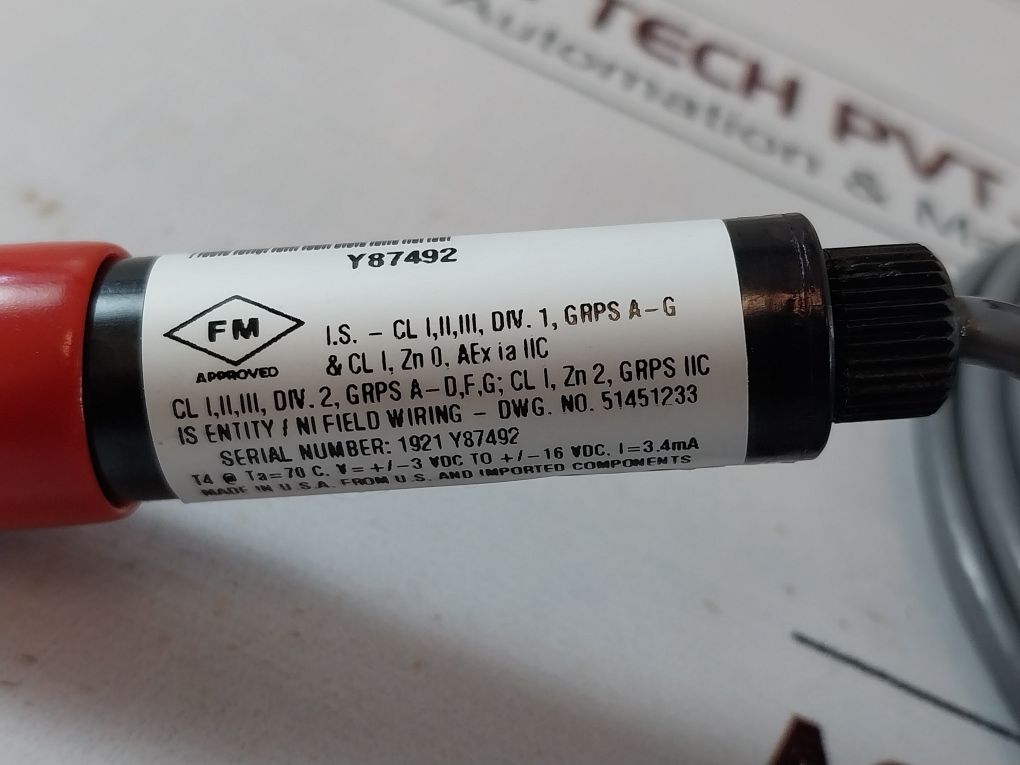 TECH PVT
Automation &
Y87492
FM
APPROVED
I.S. - CL I,II,III, DIV. 1, GRPS A-G
& CL I, Zn 0, AEx ia IIC
CL I,II,III, DIV. 2, GRPS A-D,F,G; CL I, Zn 2, GRPS IIC
IS ENTITY / NI FIELD WIRING - DWG. NO. 51451233
SERIAL NUMBER: 1921 Y87492
T4 @ Ta=70 C. V= +/-3 VDC TO +/-16 VDC. I=3.4mA
MADE IN U.S.A. FROM U.S. AND IMPORTED COMPONENTS